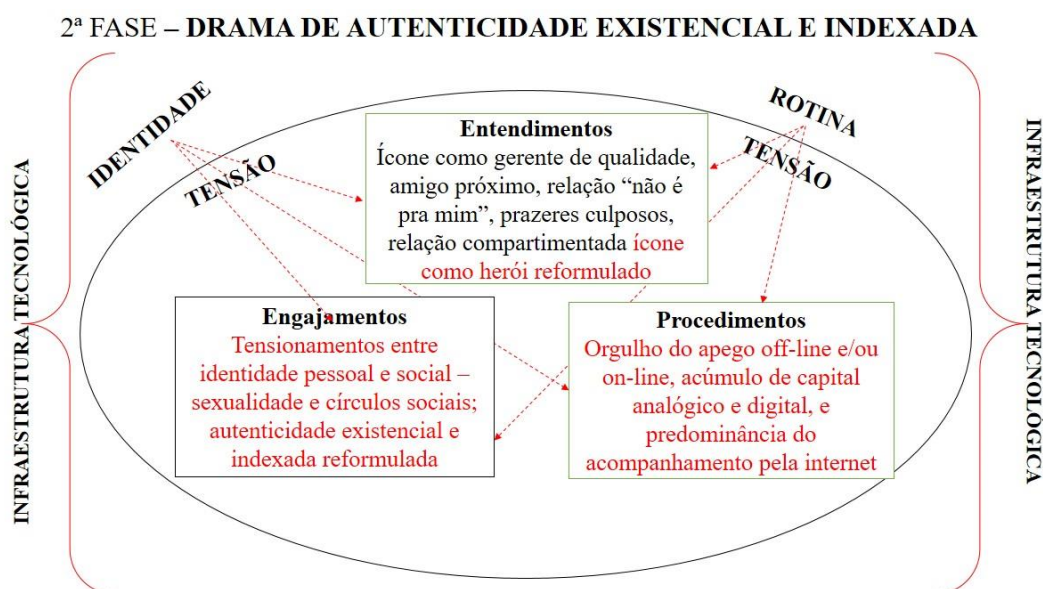 2ª FASE – DRAMA DE AUTENTICIDADE EXISTENCIAL E INDEXADA
INFRAESTRUTURA TECNOLÓGICA
IDENTIDADE
TENSÃO
ROTINA
TENSÃO
Entendimentos
Ícone como gerente de qualidade,
amigo próximo, relação “não é
pra mim”, prazeres culposos,
relação compartimentada ícone
como herói reformulado
Engajamentos
Tensionamentos entre
identidade pessoal e social –
sexualidade e círculos sociais;
autenticidade existencial e
indexada reformulada
Procedimentos
Orgulho do apego off-line e/ou
on-line, acúmulo de capital
analógico e digital, e
predominância do
acompanhamento pela internet
INFRAESTRUTURA TECNOLÓGICA